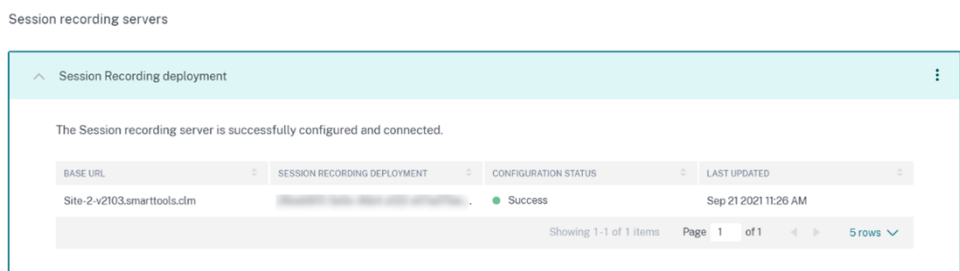 Session recording servers
Session Recording deployment
The Session recording server is successfully configured and connected.
BASE URL SESSION RECORDING DEPLOYMENT CONFIGURATION STATUS LAST UPDATED
Site-2-v2103.smarttools.clm . Success Sep 21 2021 11:26 AM
Showing 1-1 of 1 items Page 1 of 1 5 rows